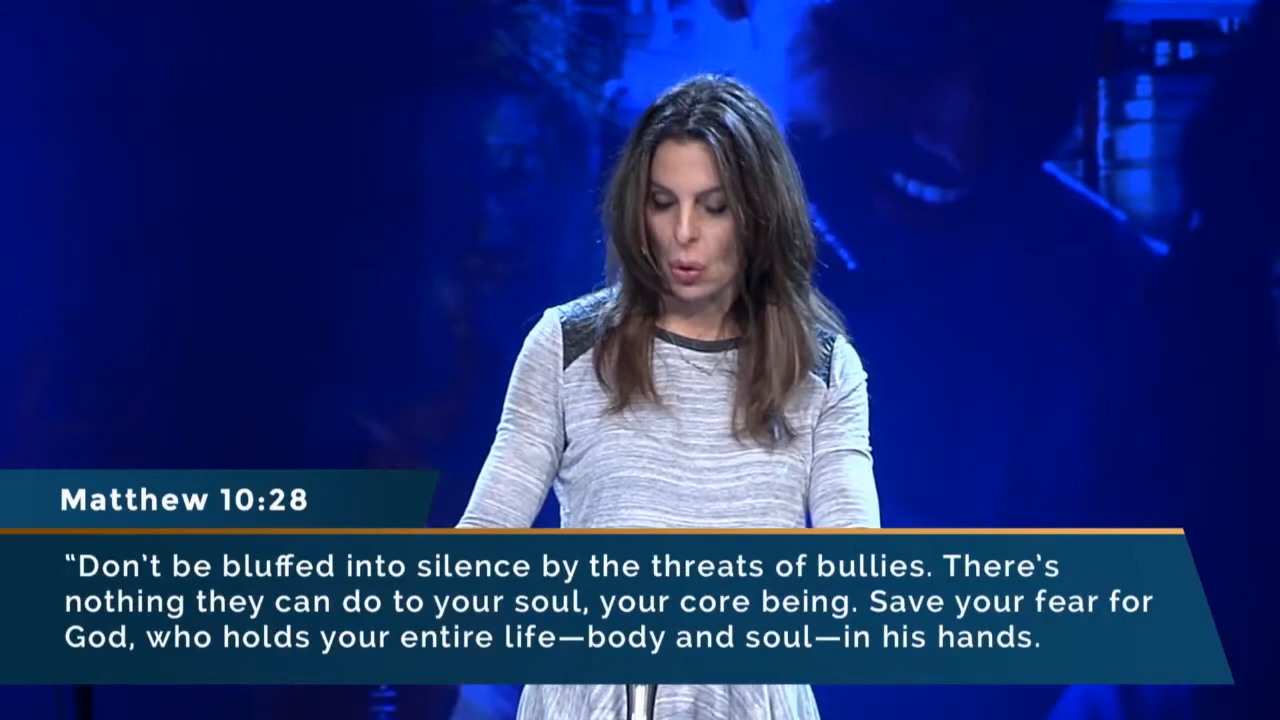 Matthew 10:28
“Don’t be bluffed into silence by the threats of bullies. There’s
nothing they can do to your soul, your core being. Save your fear for
God, who holds your entire life—body and soul—in his hands.